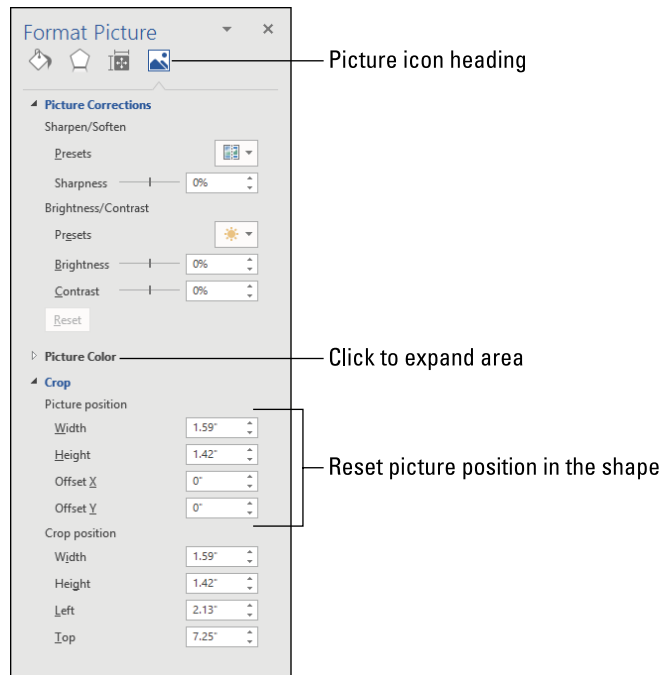 Format Picture
Picture icon heading
Picture Corrections
Sharpen/Soften
Presets
Sharpness 0%
Brightness/Contrast
Presets
Brightness 0%
Contrast 0%
Reset
Picture Color
Click to expand area
Crop
Picture position
Width 1.59"
Height 1.42"
Reset picture position in the shape
Offset X 0"
Offset Y 0"
Crop position
Width 1.59"
Height 1.42"
Left 2.13"
Top 7.25"